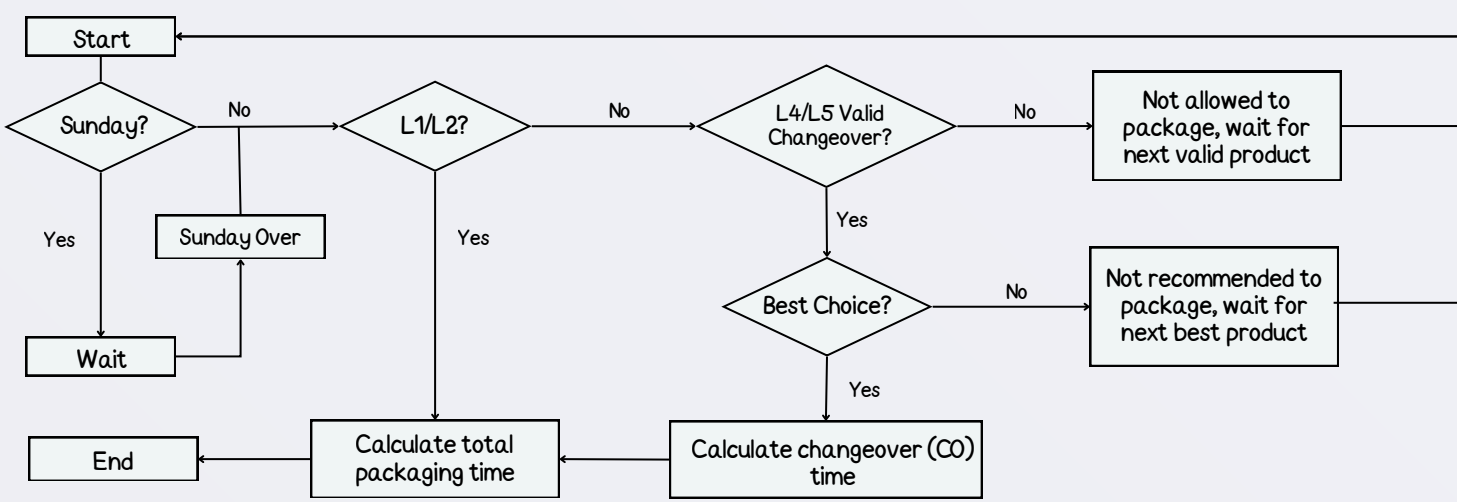 Start
Sunday?
No
L1/L2?
No
L4/L5 Valid
Changeover?
No
Not allowed to
package, wait for
next valid product
Yes
Sunday Over
Yes
Yes
Best Choice?
No
Not recommended to
package, wait for
next best product
Wait
Yes
End
Calculate total
packaging time
Calculate changeover (CO)
time